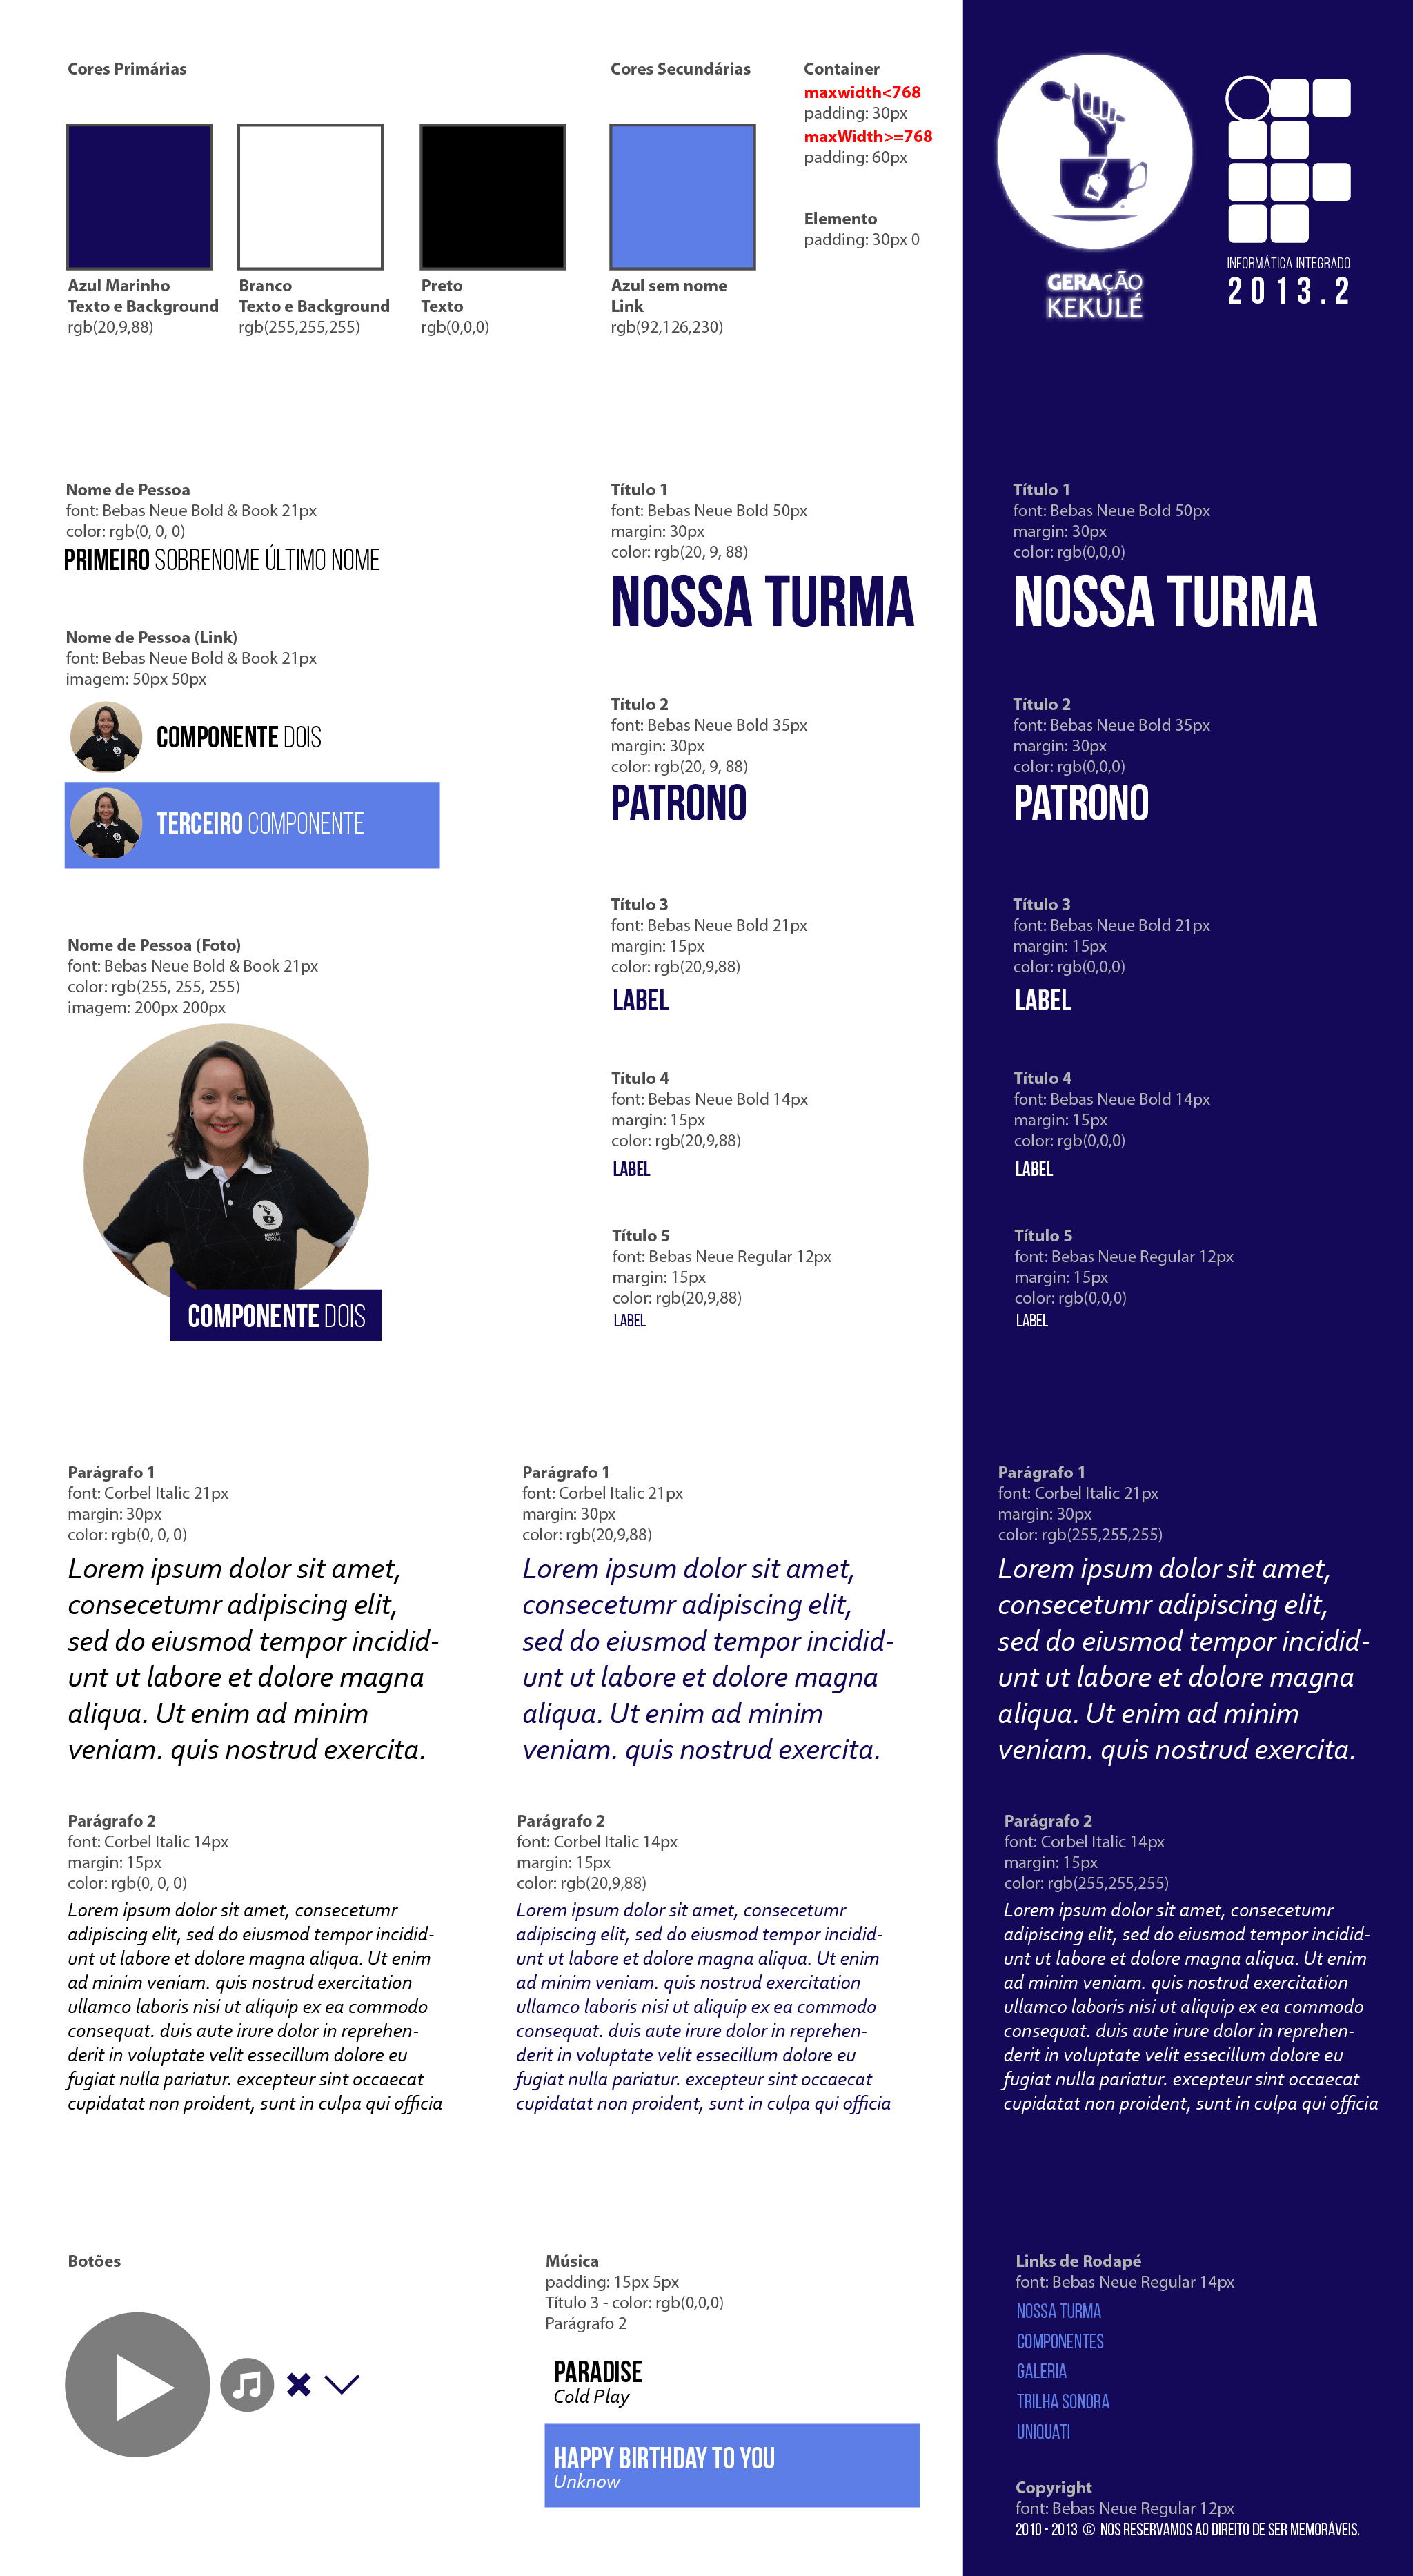 Cores Primárias
Azul Marinho
Texto e Background
rgb(20,9,88)
Branco
Texto e Background
rgb(255,255,255)
Preto
Texto
rgb(0,0,0)
Cores Secundárias
Azul sem nome
Link
rgb(92,126,230)
Container
maxwidth<768
padding: 30px
maxWidth>=768
padding: 60px
Elemento
padding: 30px 0
GERAÇÃO
KEKULÉ
INFORMÁTICA INTEGRADO
2013.2
Nome de Pessoa
font: Bebas Neue Bold & Book 21px
color: rgb(0, 0, 0)
PRIMEIRO SOBRENOME ÚLTIMO NOME
Nome de Pessoa (Link)
font: Bebas Neue Bold & Book 21px
imagem: 50px 50px
COMPONENTE DOIS
TERCEIRO COMPONENTE
Nome de Pessoa (Foto)
font: Bebas Neue Bold & Book 21px
color: rgb(255, 255, 255)
imagem: 200px 200px
GERAÇÃO
KEKULÉ
COMPONENTE DOIS
Título 1
font: Bebas Neue Bold 50px
margin: 30px
color: rgb(20, 9, 88)
NOSSA TURMA
Título 2
font: Bebas Neue Bold 35px
margin: 30px
color: rgb(20, 9, 88)
PATRONO
Título 3
font: Bebas Neue Bold 21px
margin: 15px
color: rgb(20,9,88)
LABEL
Título 4
font: Bebas Neue Bold 14px
margin: 15px
color: rgb(20,9,88)
LABEL
Título 5
font: Bebas Neue Regular 12px
margin: 15px
color: rgb(20,9,88)
LABEL
Título 1
font: Bebas Neue Bold 50px
margin: 30px
color: rgb(0,0,0)
NOSSA TURMA
Título 2
font: Bebas Neue Bold 35px
margin: 30px
color: rgb(0,0,0)
PATRONO
Título 3
font: Bebas Neue Bold 21px
margin: 15px
color: rgb(0,0,0)
LABEL
Título 4
font: Bebas Neue Bold 14px
margin: 15px
color: rgb(0,0,0)
LABEL
Título 5
font: Bebas Neue Regular 12px
margin: 15px
color: rgb(0,0,0)
LABEL
Parágrafo 1
font: Corbel Italic 21px
margin: 30px
color: rgb(0, 0, 0)
Lorem ipsum dolor sit amet,
consecetumr adipiscing elit,
sed do eiusmod tempor incidid-
unt ut labore et dolore magna
aliqua. Ut enim ad minim
veniam. quis nostrud exercita.
Parágrafo 1
font: Corbel Italic 21px
margin: 30px
color: rgb(20,9,88)
Lorem ipsum dolor sit amet,
consecetumr adipiscing elit,
sed do eiusmod tempor incidid-
unt ut labore et dolore magna
aliqua. Ut enim ad minim
veniam. quis nostrud exercita.
Parágrafo 1
font: Corbel Italic 21px
margin: 30px
color: rgb(255,255,255)
Lorem ipsum dolor sit amet,
consecetumr adipiscing elit,
sed do eiusmod tempor incidid-
unt ut labore et dolore magna
aliqua. Ut enim ad minim
veniam. quis nostrud exercita.
Parágrafo 2
font: Corbel Italic 14px
margin: 15px
color: rgb(0, 0, 0)
Lorem ipsum dolor sit amet, consecetumr
adipiscing elit, sed do eiusmod tempor incidid-
unt ut labore et dolore magna aliqua. Ut enim
ad minim veniam. quis nostrud exercitation
ullamco laboris nisi ut aliquip ex ea commodo
consequat. duis aute irure dolor in reprehen-
derit in voluptate velit essecillum dolore eu
fugiat nulla pariatur. excepteur sint occaecat
cupidatat non proident, sunt in culpa qui officia
Parágrafo 2
font: Corbel Italic 14px
margin: 15px
color: rgb(20,9,88)
Lorem ipsum dolor sit amet, consecetumr
adipiscing elit, sed do eiusmod tempor incidid-
unt ut labore et dolore magna aliqua. Ut enim
ad minim veniam. quis nostrud exercitation
ullamco laboris nisi ut aliquip ex ea commodo
consequat. duis aute irure dolor in reprehen-
derit in voluptate velit essecillum dolore eu
fugiat nulla pariatur. excepteur sint occaecat
cupidatat non proident, sunt in culpa qui officia
Parágrafo 2
font: Corbel Italic 14px
margin: 15px
color: rgb(255,255,255)
Lorem ipsum dolor sit amet, consecetumr
adipiscing elit, sed do eiusmod tempor incidid-
unt ut labore et dolore magna aliqua. Ut enim
ad minim veniam. quis nostrud exercitation
ullamco laboris nisi ut aliquip ex ea commodo
consequat. duis aute irure dolor in reprehen-
derit in voluptate velit essecillum dolore eu
fugiat nulla pariatur. excepteur sint occaecat
cupidatat non proident, sunt in culpa qui officia
Botões
Música
padding: 15px 5px
Título 3 - color: rgb(0,0,0)
Parágrafo 2
PARADISE
Cold Play
HAPPY BIRTHDAY TO YOU
Unknow
Links de Rodapé
font: Bebas Neue Regular 14px
NOSSA TURMA
COMPONENTES
GALERIA
TRILHA SONORA
UNIQUATI
Copyright
font: Bebas Neue Regular 12px
2010 - 2013 © NOS RESERVAMOS AO DIREITO DE SER MEMORÁVEIS.